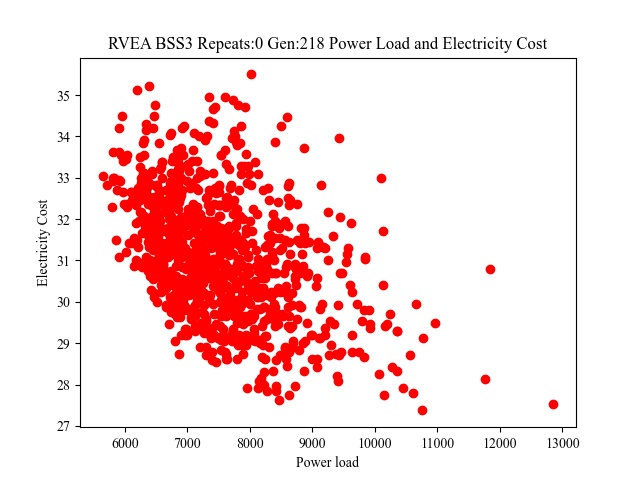 RVEA BSS3 Repeats:0 Gen:218 Power Load and Electricity Cost
35
34
33
32
31
30
29
28
27
Electricity Cost
6000 7000 8000 9000 10000 11000 12000 13000
Power load